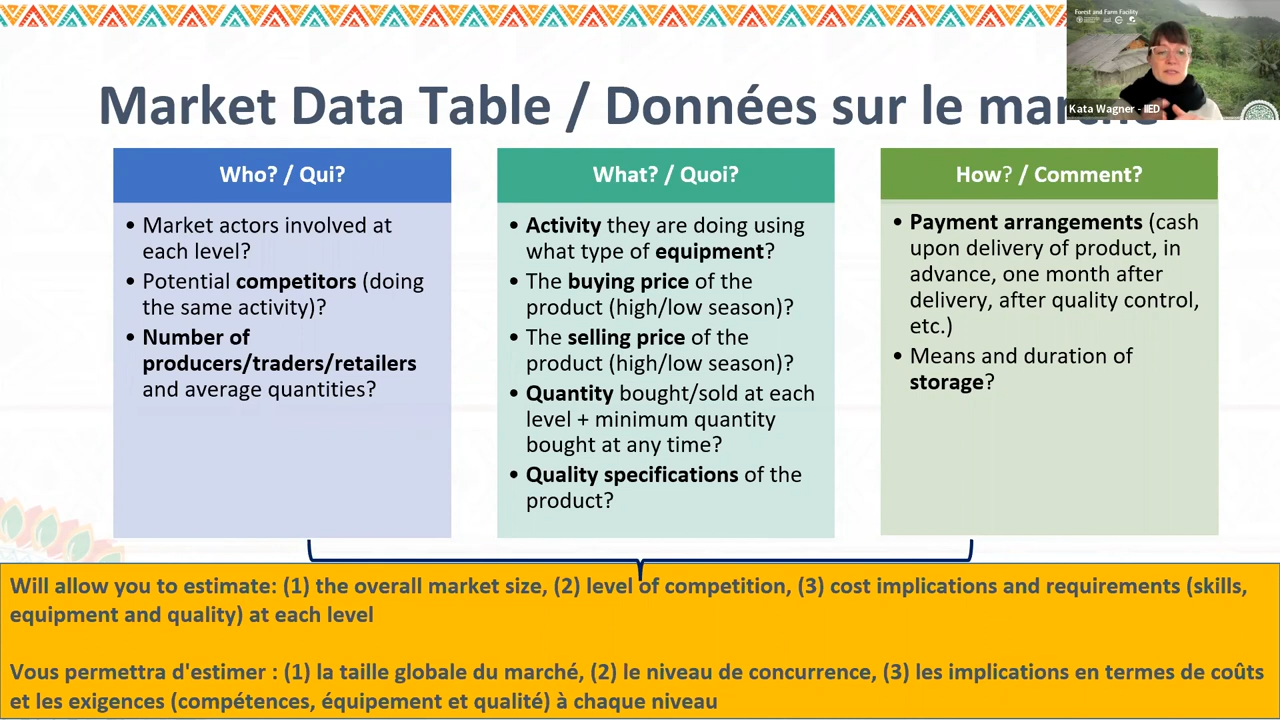 Forest and Farm Facility
Kata Wagner - IIED
Market Data Table / Données sur le marché
Who? / Qui?
• Market actors involved at
each level?
• Potential competitors (doing
the same activity)?
• Number of
producers/traders/retailers
and average quantities?
What? / Quoi?
• Activity they are doing using
what type of equipment?
• The buying price of the
product (high/low season)?
• The selling price of the
product (high/low season)?
• Quantity bought/sold at each
level + minimum quantity
bought at any time?
• Quality specifications of the
product?
How? / Comment?
• Payment arrangements (cash
upon delivery of product, in
advance, one month after
delivery, after quality control,
etc.)
• Means and duration of
storage?
Will allow you to estimate: (1) the overall market size, (2) level of competition, (3) cost implications and requirements (skills,
equipment and quality) at each level
Vous permettra d'estimer : (1) la taille globale du marché, (2) le niveau de concurrence, (3) les implications en termes de coûts
et les exigences (compétences, équipement et qualité) à chaque niveau